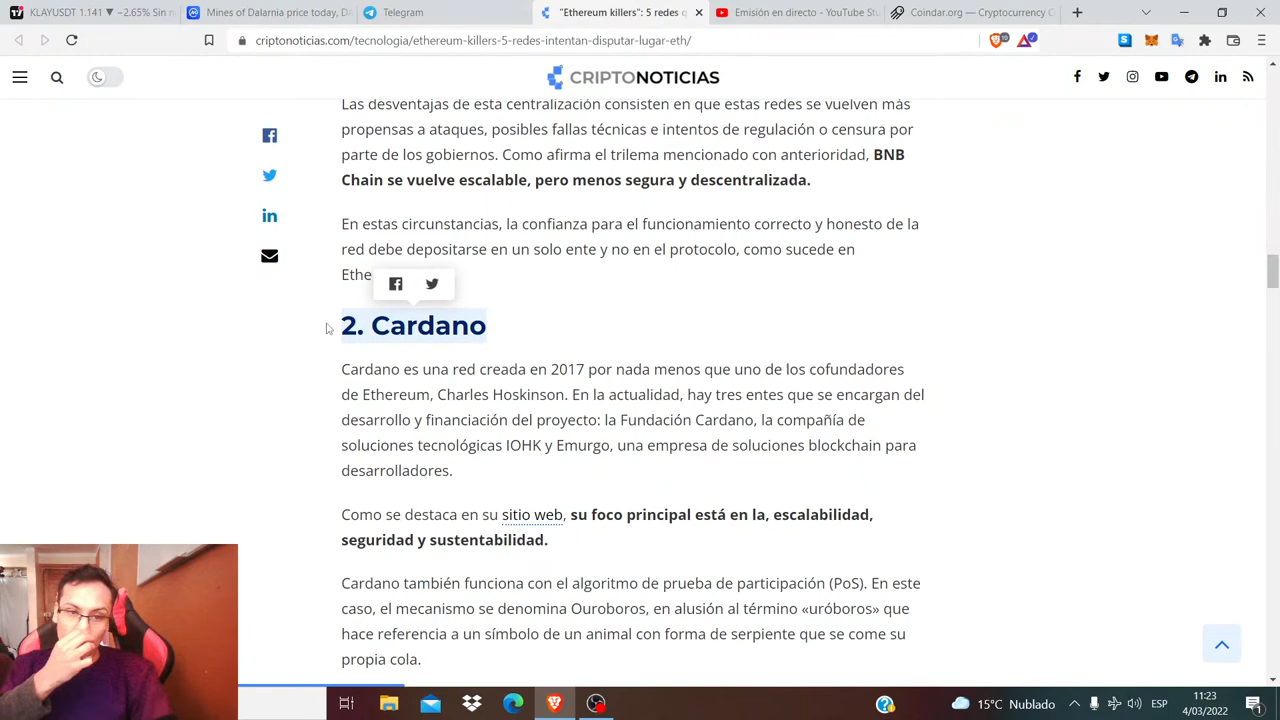 KLAYUSDT 1.141 ▼ −2.65% Sin n
Mines of Dalarnia price today, D
Telegram
"Ethereum killers": 5 redes q
Emisión en directo - YouTube Stu
Coindar.org — Cryptocurrency C
criptonoticias.com/tecnologia/ethereum-killers-5-redes-intentan-disputar-lugar-eth/
CRIPTONOTICIAS
Las desventajas de esta centralización consisten en que estas redes se vuelven más
propensas a ataques, posibles fallas técnicas e intentos de regulación o censura por
parte de los gobiernos. Como afirma el trilema mencionado con anterioridad, BNB
Chain se vuelve escalable, pero menos segura y descentralizada.
En estas circunstancias, la confianza para el funcionamiento correcto y honesto de la
red debe depositarse en un solo ente y no en el protocolo, como sucede en
Ethe
2. Cardano
Cardano es una red creada en 2017 por nada menos que uno de los cofundadores
de Ethereum, Charles Hoskinson. En la actualidad, hay tres entes que se encargan del
desarrollo y financiación del proyecto: la Fundación Cardano, la compañía de
soluciones tecnológicas IOHK y Emurgo, una empresa de soluciones blockchain para
desarrolladores.
Como se destaca en su sitio web, su foco principal está en la, escalabilidad,
seguridad y sustentabilidad.
Cardano también funciona con el algoritmo de prueba de participación (PoS). En este
caso, el mecanismo se denomina Ouroboros, en alusión al término «uróboros» que
hace referencia a un símbolo de un animal con forma de serpiente que se come su
propia cola.
15°C Nublado
ESP
11:23
4/03/2022